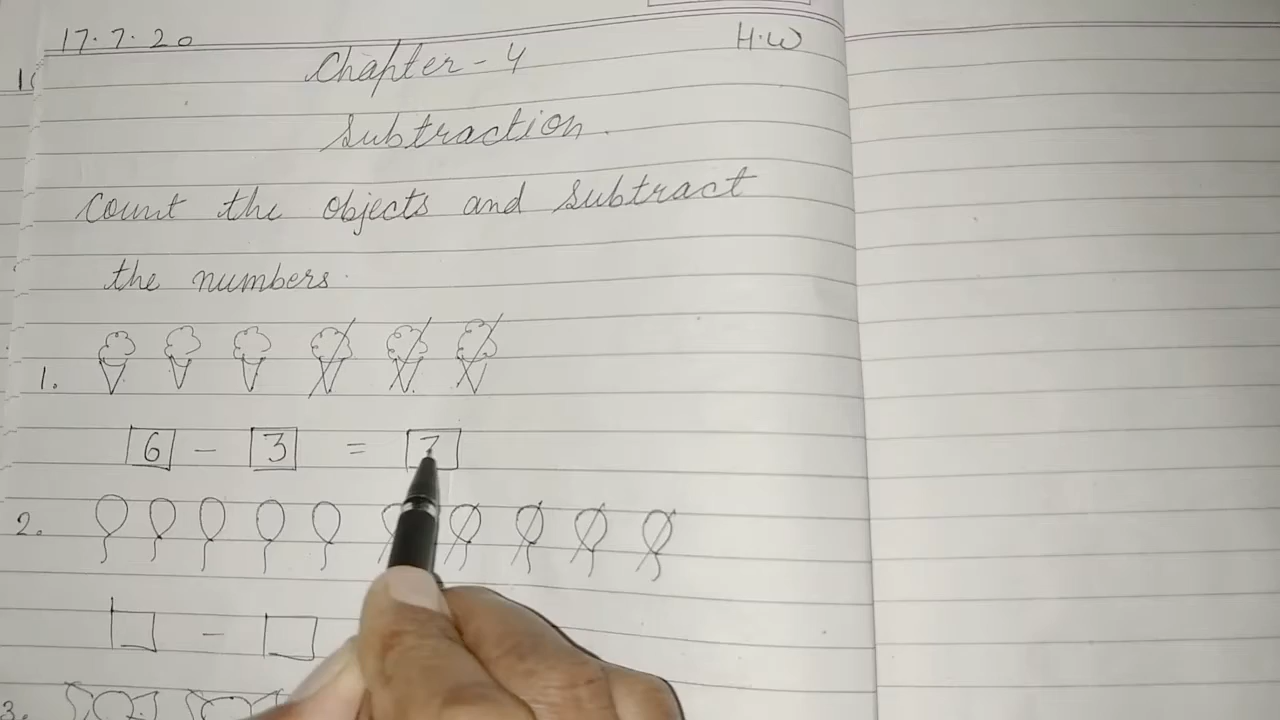 17.7.20
H.W
Chapter - 4
Subtraction.
Count the objects and subtract
the numbers.
1.
6 - 3 =
2.
-
3.